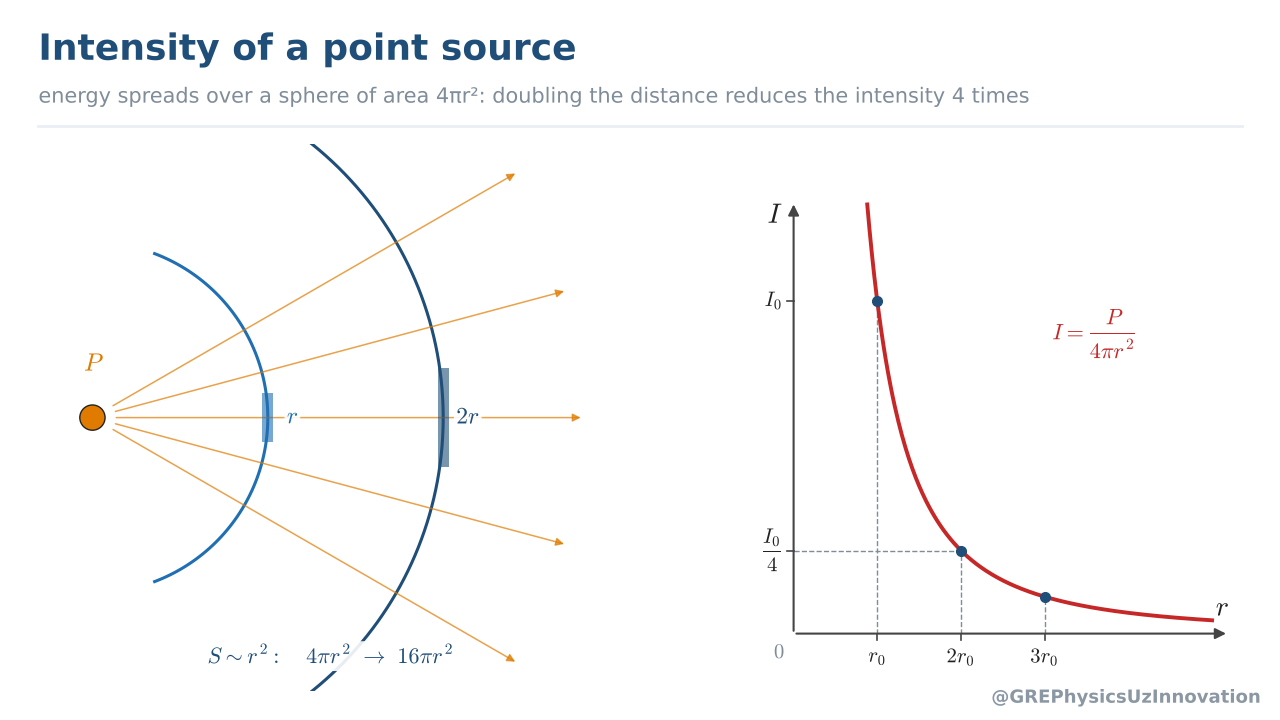 Intensity of a point source
energy spreads over a sphere of area 4πr²: doubling the distance reduces the intensity 4 times
P
r
2r
S ~ r² : 4πr² → 16πr²
I
I₀
I₀/4
0
r₀
2r₀
3r₀
r
I = P/4πr²
@GREPhysicsUzInnovation